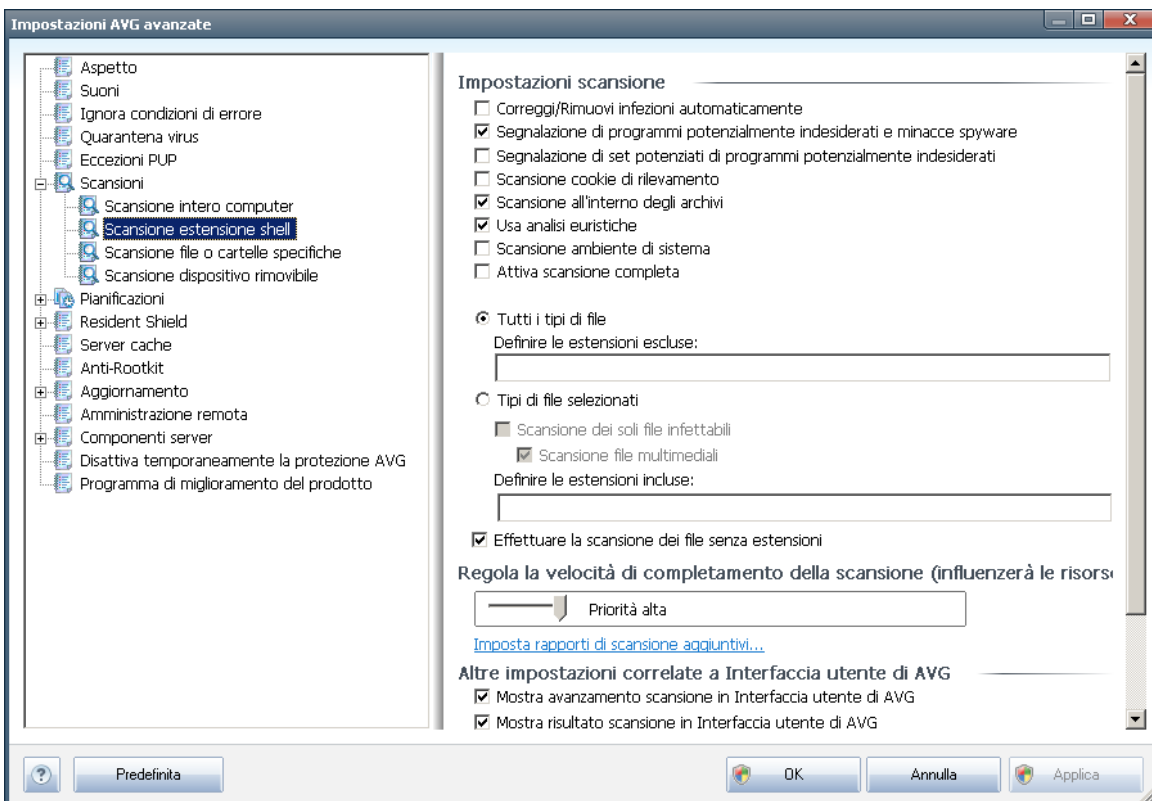 Impostazioni AVG avanzate
Aspetto
Suoni
Ignora condizioni di errore
Quarantena virus
Eccezioni PUP
Scansioni
Scansione intero computer
Scansione estensione shell
Scansione file o cartelle specifiche
Scansione dispositivo rimovibile
Pianificazioni
Resident Shield
Server cache
Anti-Rootkit
Aggiornamento
Amministrazione remota
Componenti server
Disattiva temporaneamente la protezione AVG
Programma di miglioramento del prodotto
Impostazioni scansione
Correggi/Rimuovi infezioni automaticamente
Segnalazione di programmi potenzialmente indesiderati e minacce spyware
Segnalazione di set potenziati di programmi potenzialmente indesiderati
Scansione cookie di rilevamento
Scansione all'interno degli archivi
Usa analisi euristiche
Scansione ambiente di sistema
Attiva scansione completa
Tutti i tipi di file
Definire le estensioni escluse:
Tipi di file selezionati
Scansione dei soli file infettabili
Scansione file multimediali
Definire le estensioni incluse:
Effettuare la scansione dei file senza estensioni
Regola la velocità di completamento della scansione (influenzerà le risorse
Priorità alta
Imposta rapporti di scansione aggiuntivi...
Altre impostazioni correlate a Interfaccia utente di AVG
Mostra avanzamento scansione in Interfaccia utente di AVG
Mostra risultato scansione in Interfaccia utente di AVG
?
Predefinita
OK
Annulla
Applica